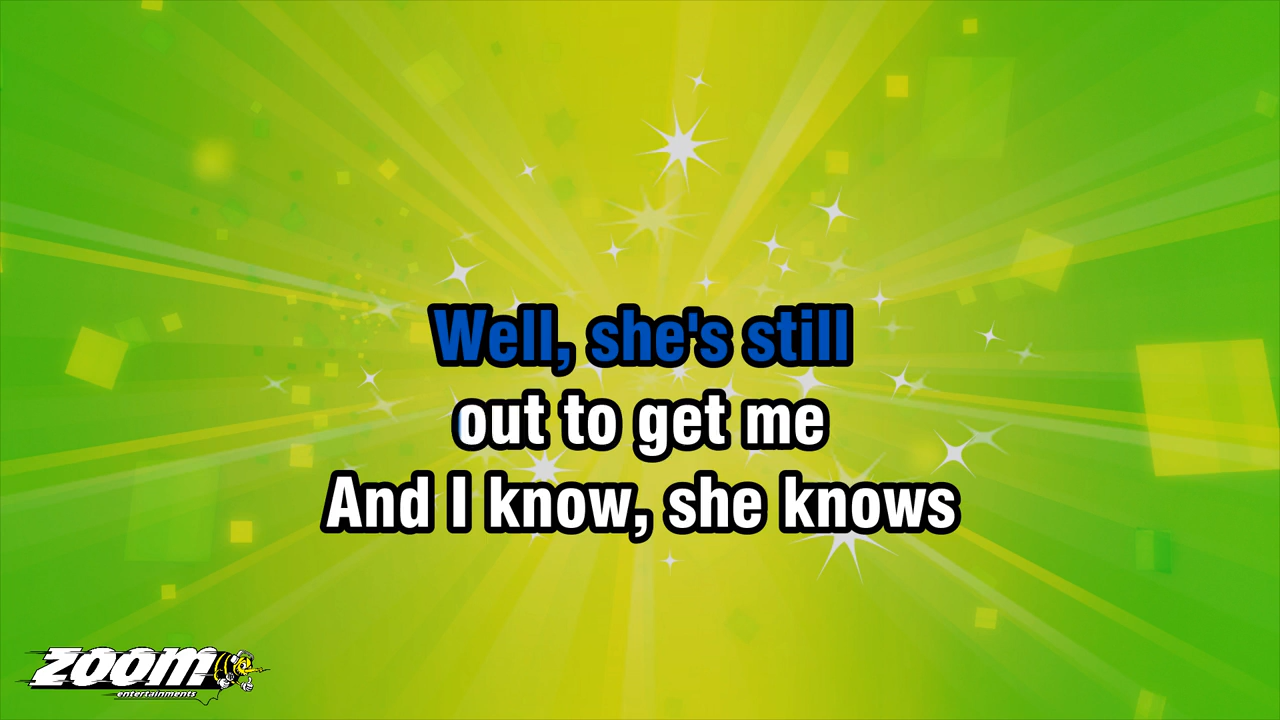 Well, she's still
out to get me
And I know, she knows
zoom
entertainments